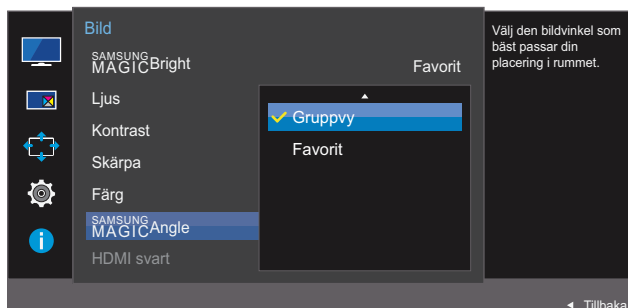 Bild
SAMSUNG
MAGICBright
Favorit
Ljus
Kontrast
Skärpa
Färg
SAMSUNG
MAGICAngle
HDMI svart
Gruppvy
Favorit
Välj den bildvinkel som
bäst passar din
placering i rummet.
Tillbaka